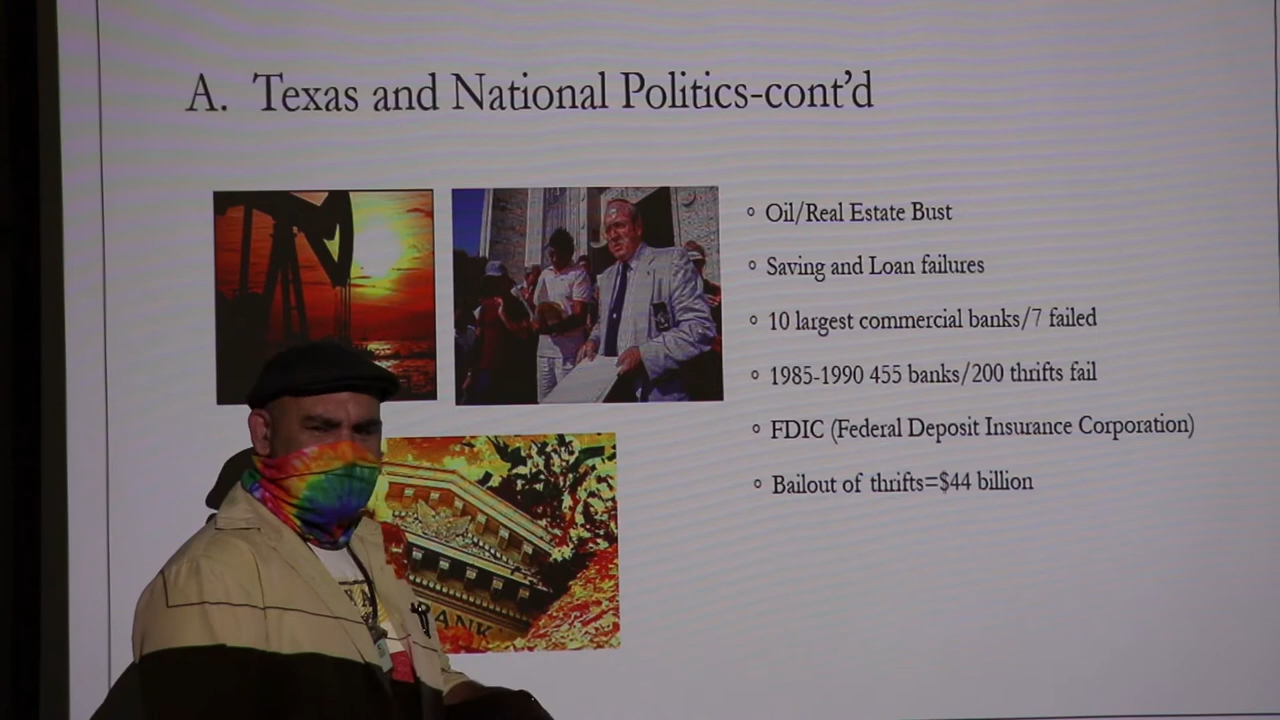 A. Texas and National Politics-cont'd
Oil/Real Estate Bust
Saving and Loan failures
10 largest commercial banks/7 failed
1985-1990 455 banks/200 thrifts fail
FDIC (Federal Deposit Insurance Corporation)
Bailout of thrifts=$44 billion
BANK